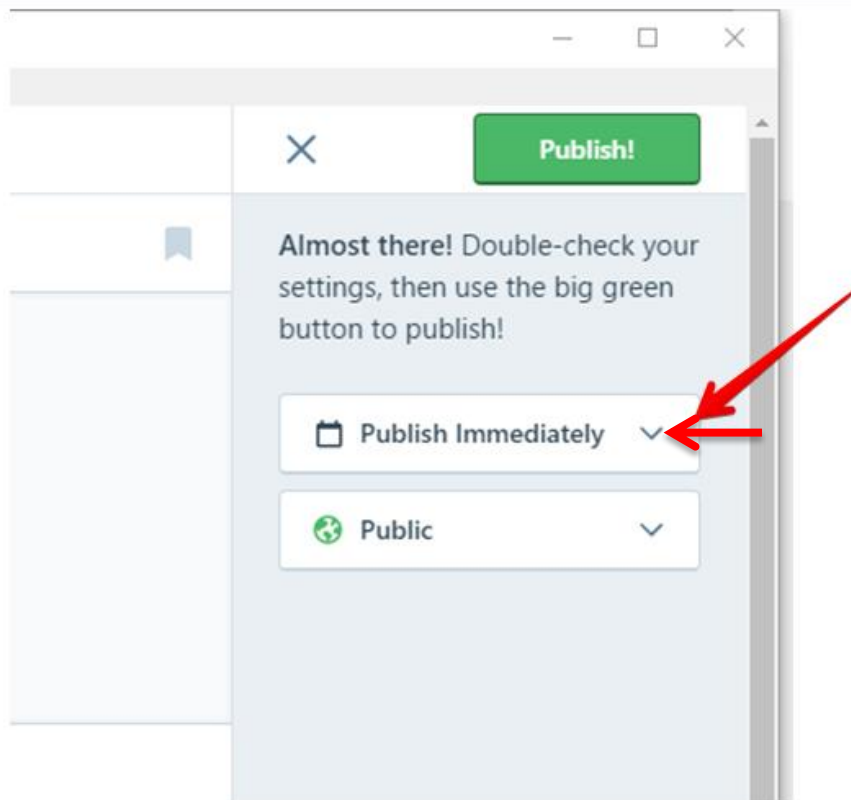 Publish!
Almost there! Double-check your
settings, then use the big green
button to publish!
Publish Immediately
Public